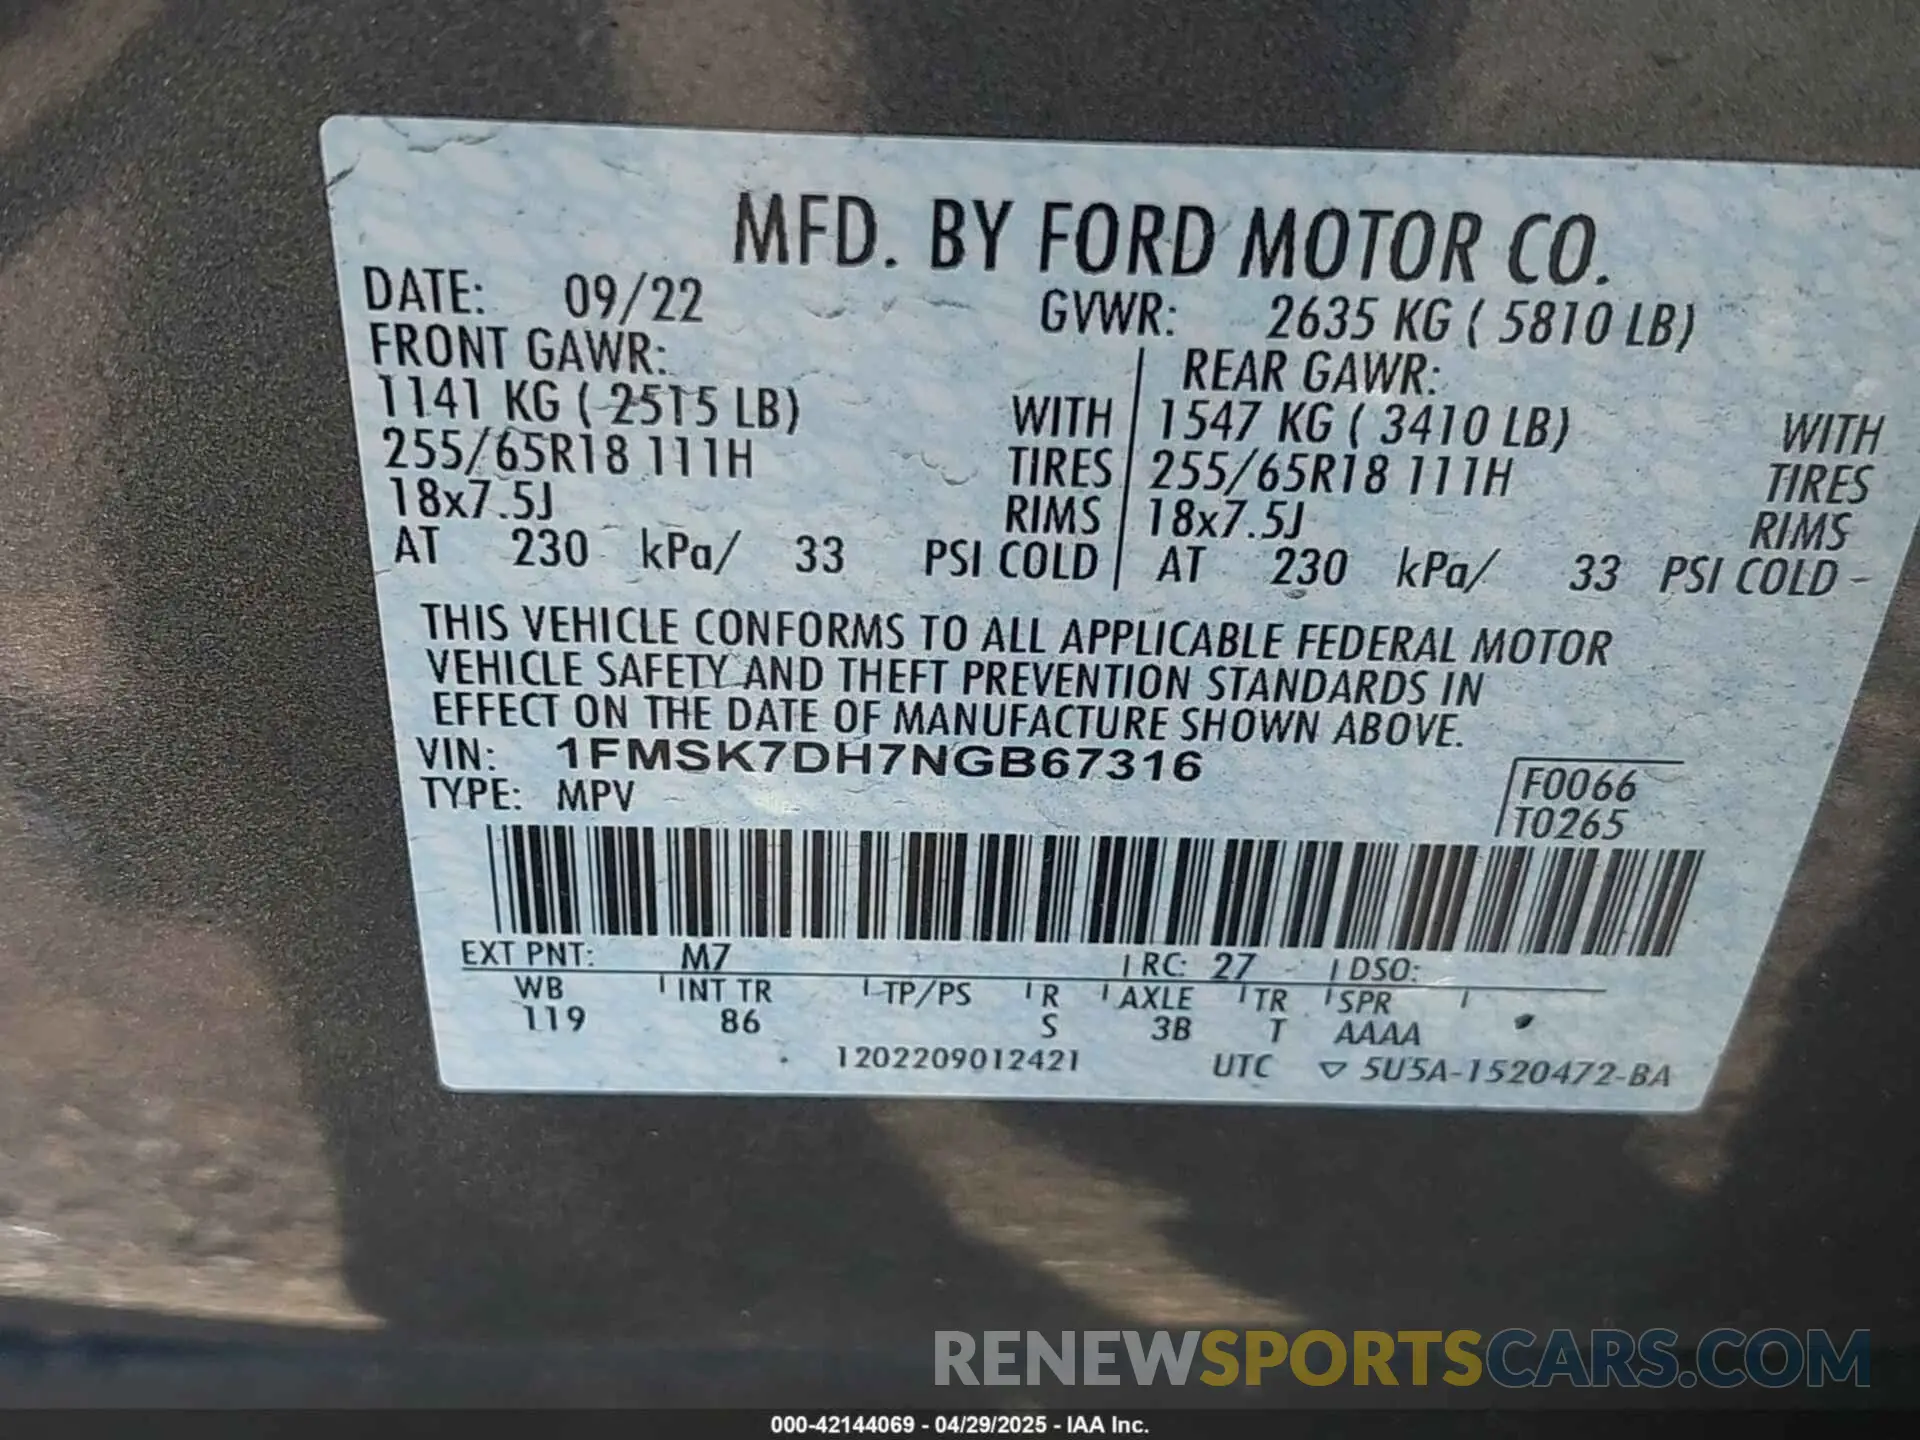 MFD. BY FORD MOTOR CO.
DATE: 09/22 GVWR: 2635 KG ( 5810 LB)
FRONT GAWR: REAR GAWR:
1141 KG ( 2515 LB) WITH 1547 KG ( 3410 LB) WITH
255/65R18 111H TIRES 255/65R18 111H TIRES
18x7.5J RIMS 18x7.5J RIMS
AT 230 kPa/ 33 PSI COLD AT 230 kPa/ 33 PSI COLD
THIS VEHICLE CONFORMS TO ALL APPLICABLE FEDERAL MOTOR
VEHICLE SAFETY AND THEFT PREVENTION STANDARDS IN
EFFECT ON THE DATE OF MANUFACTURE SHOWN ABOVE.
VIN: 1FMSK7DH7NGB67316
TYPE: MPV
F0066
T0265
EXT PNT: M7 RC: 27 DSO:
WB INT TR TP/PS R AXLE TR SPR
119 86 S 3B T AAAA
1202209012421 UTC ▽ 5U5A-1520472-BA
RENEWSPORTSCARS.COM
000-42144069 - 04/29/2025 - IAA Inc.